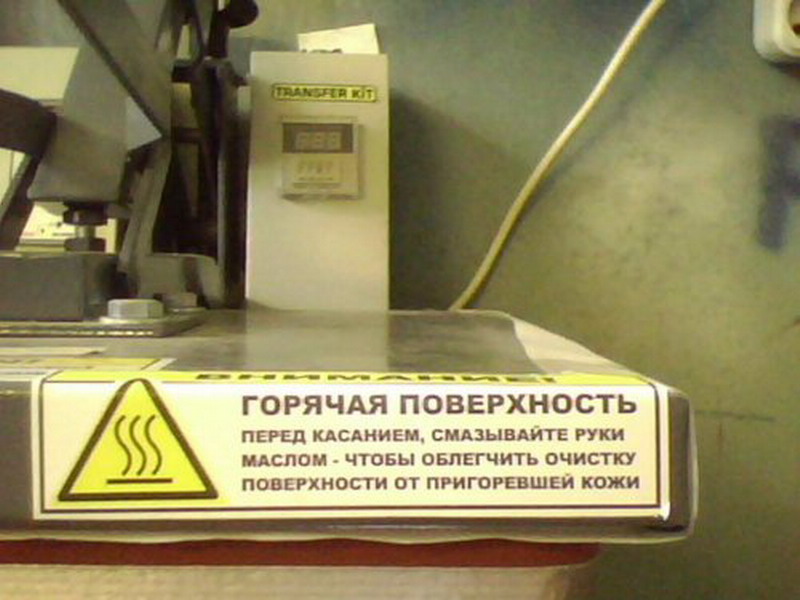 TRANSFER KIT
ВНИМАНИЕ!
ГОРЯЧАЯ ПОВЕРХНОСТЬ
ПЕРЕД КАСАНИЕМ, СМАЗЫВАЙТЕ РУКИ
МАСЛОМ - ЧТОБЫ ОБЛЕГЧИТЬ ОЧИСТКУ
ПОВЕРХНОСТИ ОТ ПРИГОРЕВШЕЙ КОЖИ